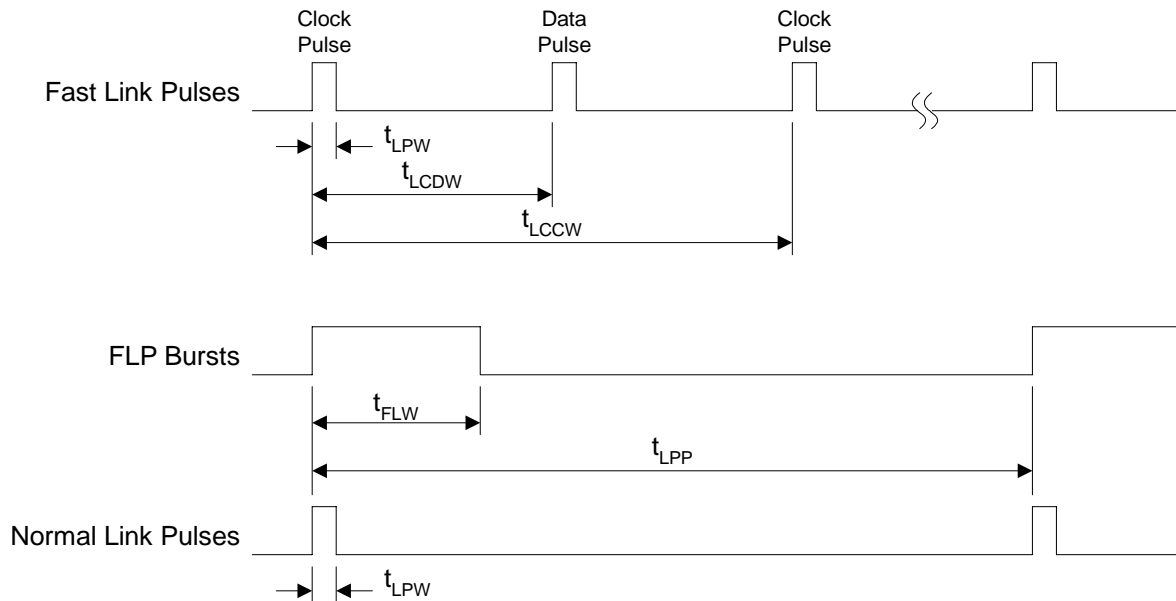 Clock
Pulse
Data
Pulse
Clock
Pulse
Fast Link Pulses
tLPW
tLCDW
tLCCW
FLP Bursts
tFLW
tLPP
Normal Link Pulses
tLPW